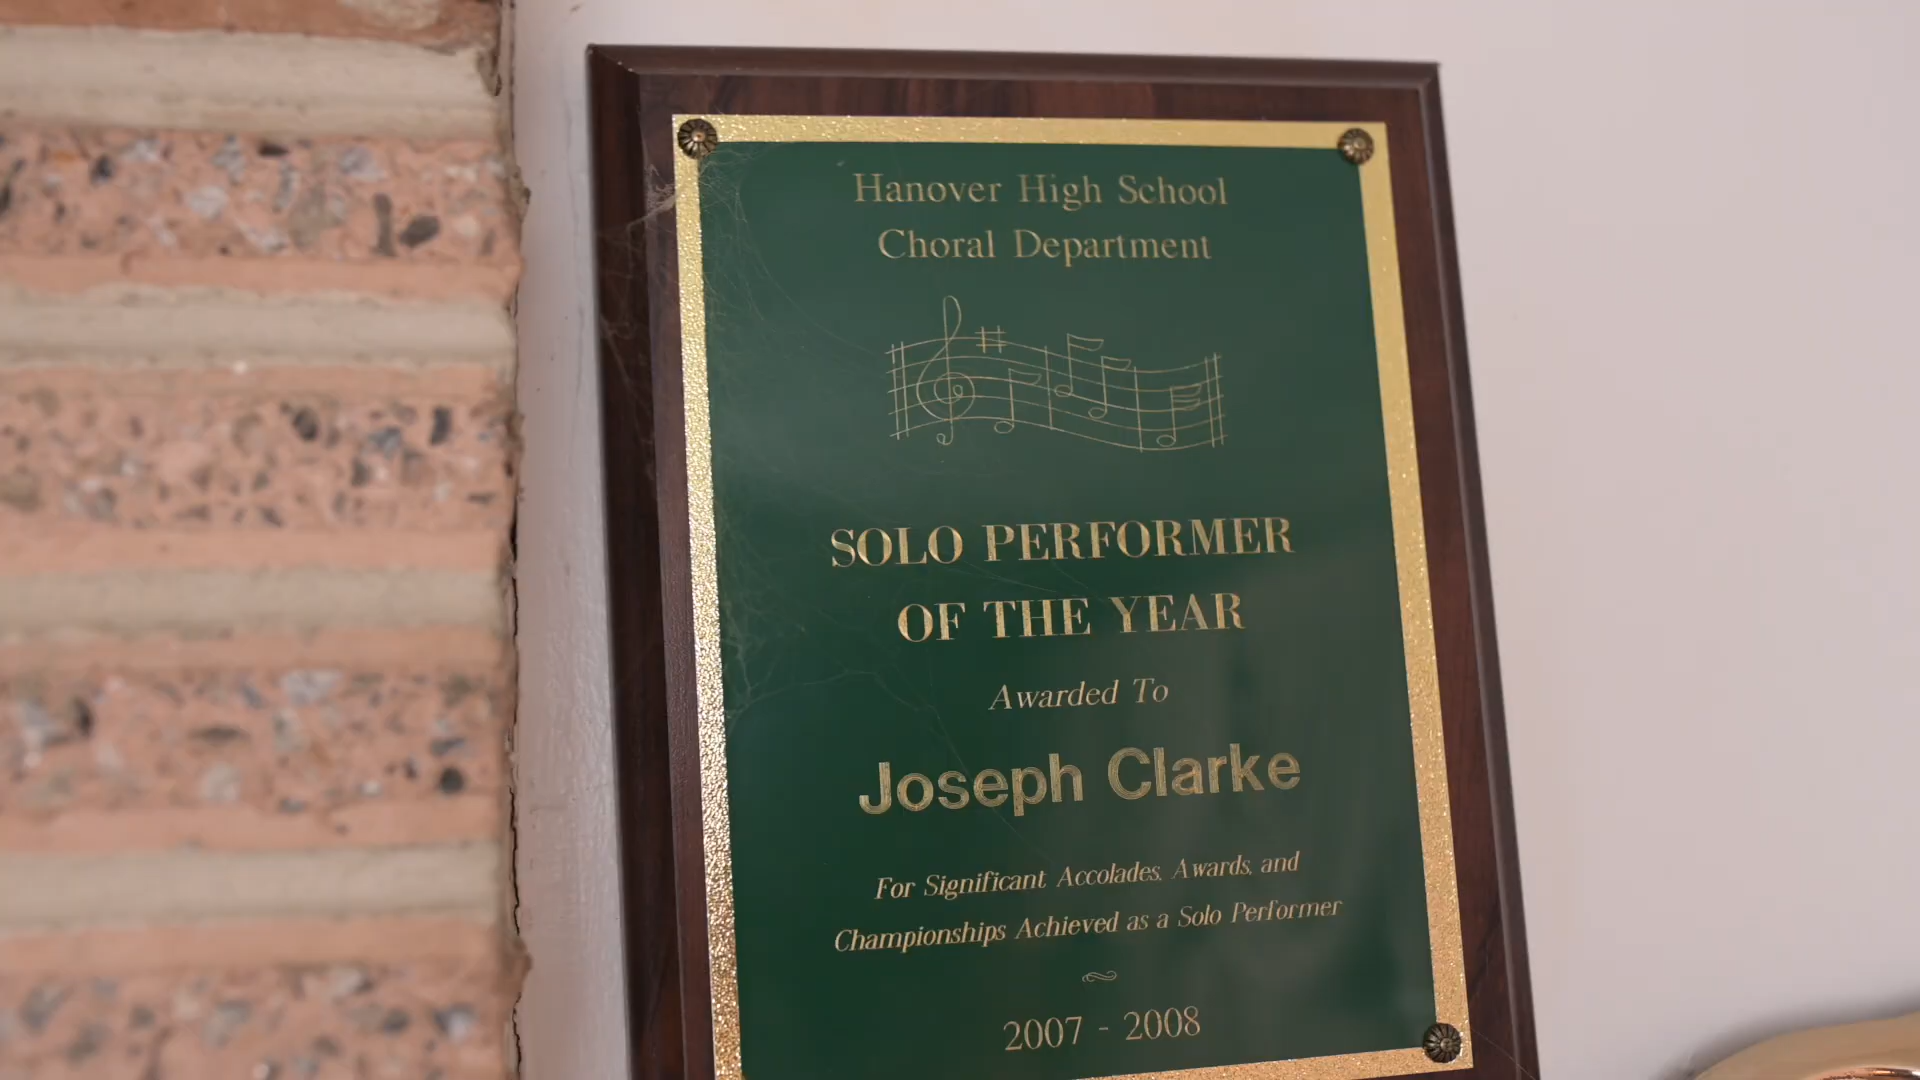 Hanover High School
Choral Department
SOLO PERFORMER
OF THE YEAR
Awarded To
Joseph Clarke
For Significant Accolades, Awards, and
Championships Achieved as a Solo Performer
2007 - 2008